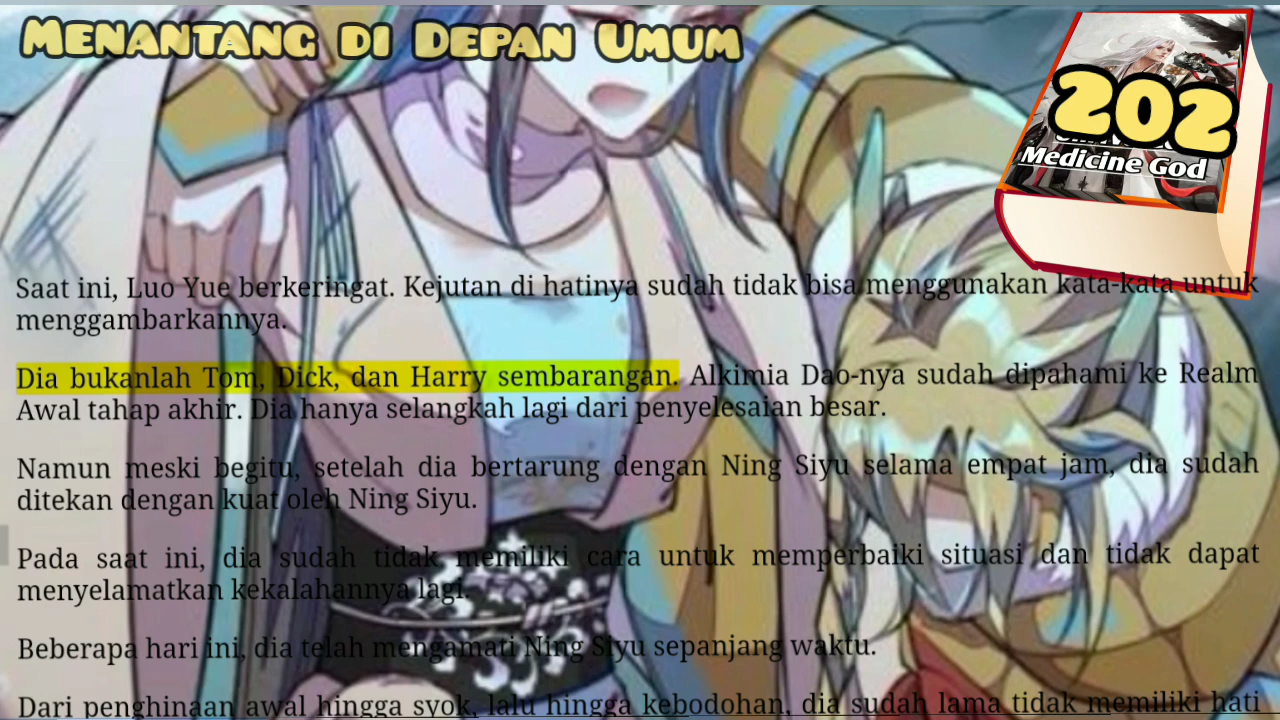 Menantang di Depan Umum
202
Medicine God
Saat ini, Luo Yue berkeringat. Kejutan di hatinya sudah tidak bisa menggunakan kata-kata untuk
menggambarkannya.
Dia bukanlah Tom, Dick, dan Harry sembarangan. Alkimia Dao-nya sudah dipahami ke Realm
Awal tahap akhir. Dia hanya selangkah lagi dari penyelesaian besar.
Namun meski begitu, setelah dia bertarung dengan Ning Siyu selama empat jam, dia sudah
ditekan dengan kuat oleh Ning Siyu.
Pada saat ini, dia sudah tidak memiliki cara untuk memperbaiki situasi dan tidak dapat
menyelamatkan kekalahannya lagi.
Beberapa hari ini, dia telah mengamati Ning Siyu sepanjang waktu.
Dari penghinaan awal hingga syok, lalu hingga kebodohan, dia sudah lama tidak memiliki hati